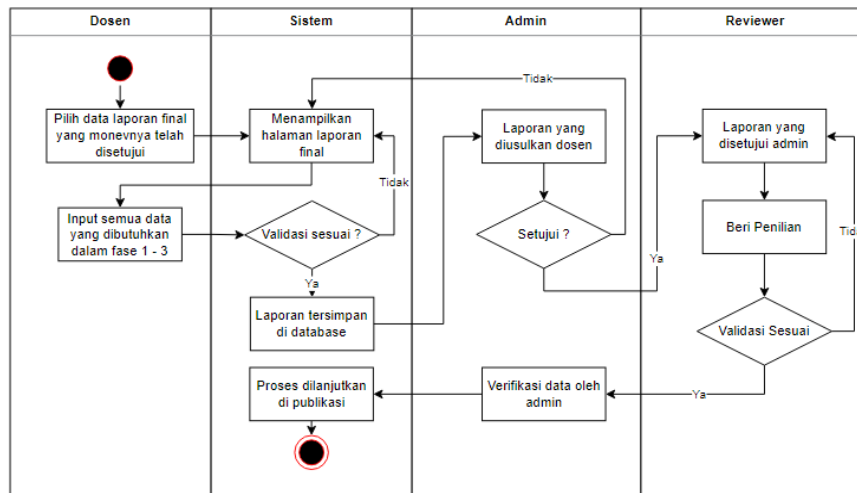 Dosen
Sistem
Admin
Reviewer
Tidak
Pilih data laporan final
yang monevnya telah
disetujui
Menampilkan
halaman laporan
final
Laporan yang
diusulkan dosen
Laporan yang
disetujui admin
Tidak
Input semua data
yang dibutuhkan
dalam fase 1 - 3
Validasi sesuai ?
Setujui ?
Beri Penilian
Ya
Ya
Laporan tersimpan
di database
Validasi Sesuai
Proses dilanjutkan
di publikasi
Verifikasi data oleh
admin
Ya